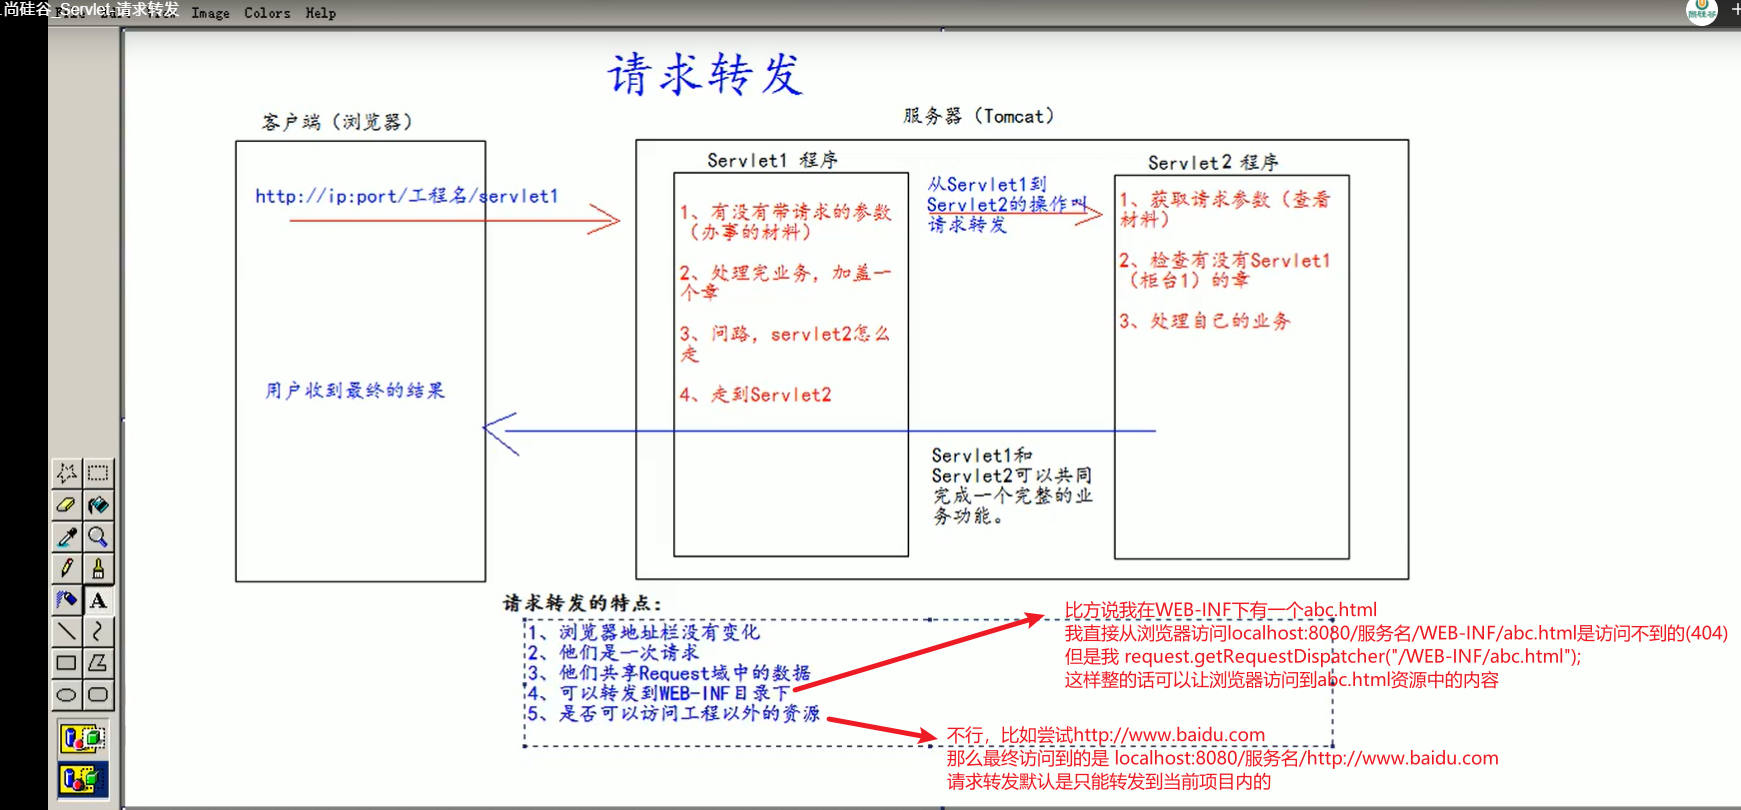 尚硅谷_Servlet-请求转发
Image Colors Help
请求转发
客户端（浏览器）
服务器（Tomcat）
Servlet1 程序
Servlet2 程序
http://ip:port/工程名/servlet1
从Servlet1到
Servlet2的操作叫
请求转发
1、有没有带请求的参数
（办事的材料）
2、处理完业务，加盖一
个章
3、问路，servlet2怎么
走
4、走到Servlet2
1、获取请求参数（查看
材料）
2、检查有没有Servlet1
（柜台1）的章
3、处理自己的业务
用户收到最终的结果
Servlet1和
Servlet2可以共同
完成一个完整的业
务功能。
请求转发的特点：
1、浏览器地址栏没有变化
2、他们是一次请求
3、他们共享Request域中的数据
4、可以转发到WEB-INF目录下
5、是否可以访问工程以外的资源
比方说我在WEB-INF下有一个abc.html
我直接从浏览器访问localhost:8080/服务名/WEB-INF/abc.html是访问不到的(404)
但是我 request.getRequestDispatcher("/WEB-INF/abc.html");
这样整的话可以让浏览器访问到abc.html资源中的内容
不行，比如尝试http://www.baidu.com
那么最终访问到的是 localhost:8080/服务名/http://www.baidu.com
请求转发默认是只能转发到当前项目内的
A